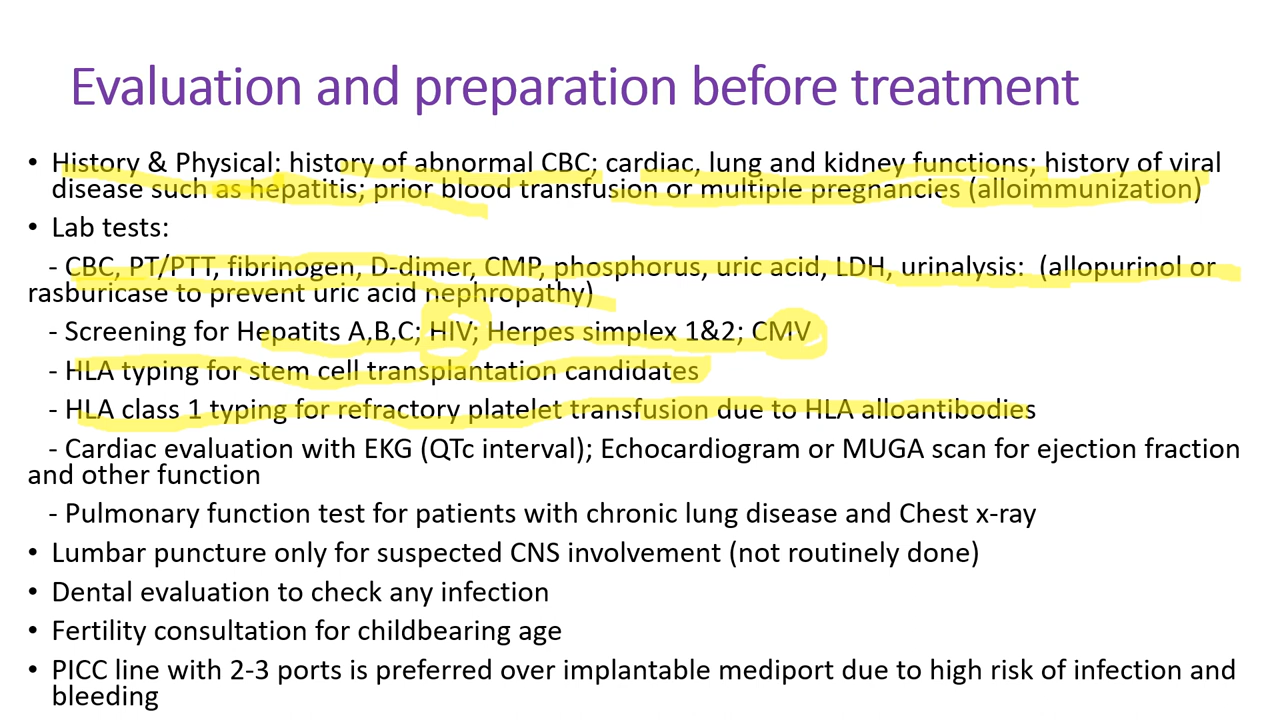 Evaluation and preparation before treatment
• History & Physical: history of abnormal CBC; cardiac, lung and kidney functions; history of viral
disease such as hepatitis; prior blood transfusion or multiple pregnancies (alloimmunization)
• Lab tests:
- CBC, PT/PTT, fibrinogen, D-dimer, CMP, phosphorus, uric acid, LDH, urinalysis: (allopurinol or
rasburicase to prevent uric acid nephropathy)
- Screening for Hepatits A,B,C; HIV; Herpes simplex 1&2; CMV
- HLA typing for stem cell transplantation candidates
- HLA class 1 typing for refractory platelet transfusion due to HLA alloantibodies
- Cardiac evaluation with EKG (QTc interval); Echocardiogram or MUGA scan for ejection fraction
and other function
- Pulmonary function test for patients with chronic lung disease and Chest x-ray
• Lumbar puncture only for suspected CNS involvement (not routinely done)
• Dental evaluation to check any infection
• Fertility consultation for childbearing age
• PICC line with 2-3 ports is preferred over implantable mediport due to high risk of infection and
bleeding